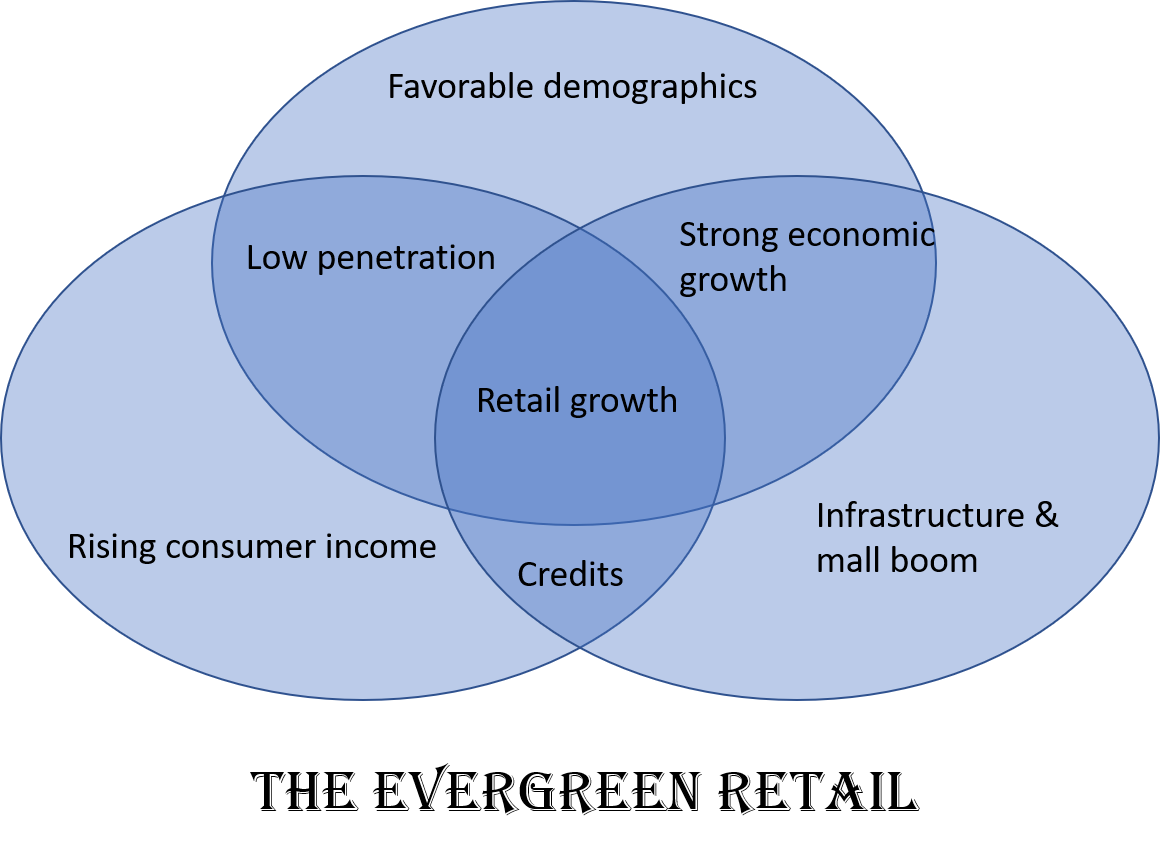 Favorable demographics
Low penetration
Strong economic
growth
Retail growth
Rising consumer income
Credits
Infrastructure &
mall boom
THE EVERGREEN RETAIL